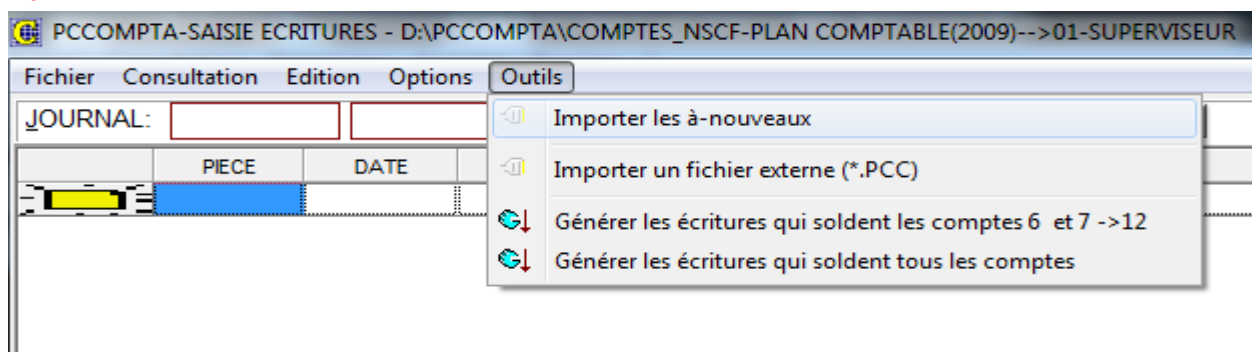 PCCOMPTA-SAISIE ECRITURES - D:\PCCOMPTA\COMPTES_NSCF-PLAN COMPTABLE(2009)-->01-SUPERVISEUR
Fichier Consultation Edition Options Outils
JOURNAL:
Importer les à-nouveaux
PIECE DATE
Importer un fichier externe (*.PCC)
Générer les écritures qui soldent les comptes 6 et 7 ->12
Générer les écritures qui soldent tous les comptes